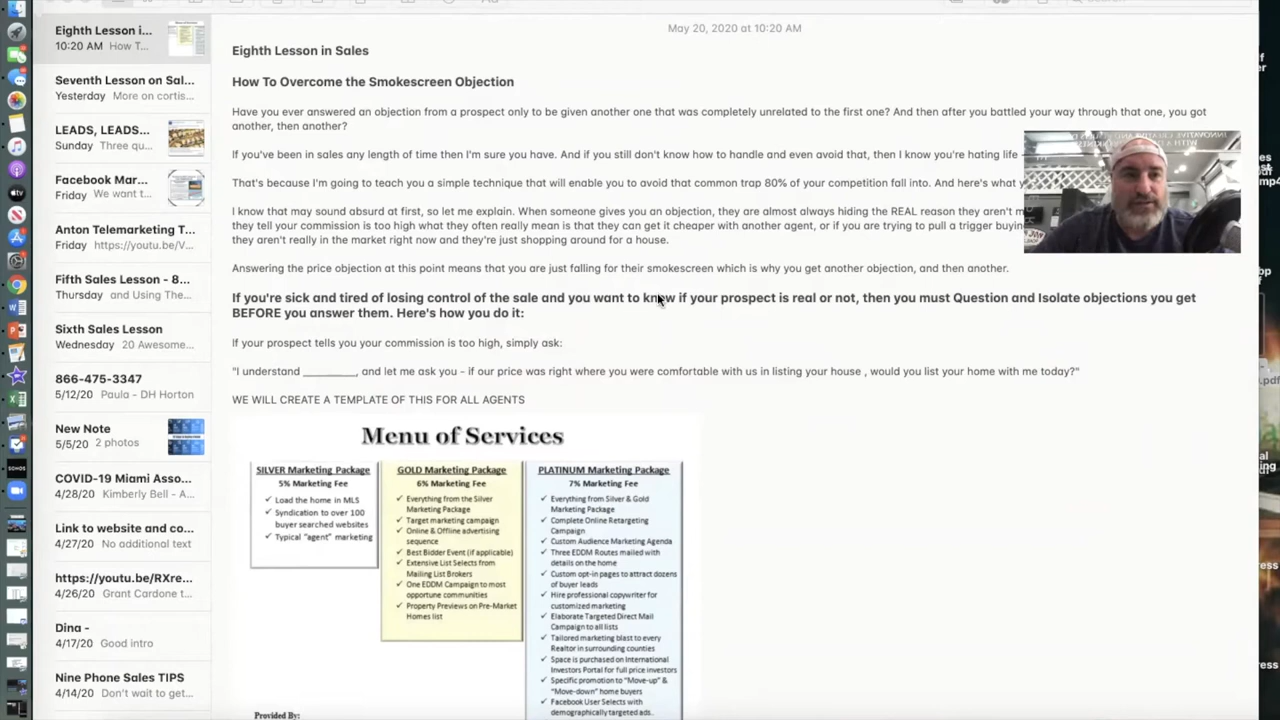 May 20, 2020 at 10:20 AM
Eighth Lesson in Sales
How To Overcome the Smokescreen Objection
Have you ever answered an objection from a prospect only to be given another one that was completely unrelated to the first one? And then after you battled your way through that one, you got
another, then another?
If you've been in sales any length of time then I'm sure you have. And if you still don't know how to handle and even avoid that, then I know you're hating life
That's because I'm going to teach you a simple technique that will enable you to avoid that common trap 80% of your competition fall into. And here's what
I know that may sound absurd at first, so let me explain. When someone gives you an objection, they are almost always hiding the REAL reason they aren't
they tell your commission is too high what they often really mean is that they can get it cheaper with another agent, or if you are trying to pull a trigger
they aren't really in the market right now and they're just shopping around for a house.
Answering the price objection at this point means that you are just falling for their smokescreen which is why you get another objection, and then another.
If you're sick and tired of losing control of the sale and you want to know if your prospect is real or not, then you must Question and Isolate objections you get
BEFORE you answer them. Here's how you do it:
If your prospect tells you your commission is too high, simply ask:
"I understand __________, and let me ask you - if our price was right where you were comfortable with us in listing your house , would you list your home with me today?"
WE WILL CREATE A TEMPLATE OF THIS FOR ALL AGENTS
Menu of Services
SILVER Marketing Package
5% Marketing Fee
✓ Load the home in MLS
✓ Syndication to over 100
buyer searched websites
✓ Typical "agent" marketing
GOLD Marketing Package
6% Marketing Fee
✓ Everything from the Silver
Marketing Package
✓ Target marketing campaign
✓ Online & Offline advertising
sequence
✓ Best Bidder Event (if applicable)
✓ Extensive List Selects from
Mailing List Brokers
✓ One EDDM Campaign to most
opportune communities
✓ Property Previews on Pre-Market
Homes list
PLATINUM Marketing Package
7% Marketing Fee
✓ Everything from Silver & Gold
Marketing Package
✓ Complete Online Retargeting
Campaign
✓ Custom Audience Marketing Agenda
✓ Three EDDM Routes mailed with
details on the home
✓ Custom opt-in pages to attract dozens
of buyer leads
✓ Hire professional copywriter for
customized marketing
✓ Elaborate Targeted Direct Mail
Campaign to all lists
✓ Tailored marketing blast to every
Realtor in surrounding counties
✓ Space is purchased on International
Investors Portal for full price investors
✓ Specific promotion to "Move-up" &
"Move-down" home buyers
✓ Facebook User Selects with
demographically targeted ads.
Provided By:
Eighth Lesson i...
10:20 AM How T...
Seventh Lesson on Sal...
Yesterday More on cortis...
LEADS, LEADS...
Sunday Three qu...
Facebook Mar...
Friday We want t...
Anton Telemarketing T...
Friday https://youtu.be/V...
Fifth Sales Lesson - 8...
Thursday and Using The...
Sixth Sales Lesson
Wednesday 20 Awesome...
866-475-3347
5/12/20 Paula - DH Horton
New Note
5/5/20 2 photos
COVID-19 Miami Asso...
4/28/20 Kimberly Bell - A...
Link to website and co...
4/27/20 No additional text
https://youtu.be/RXre...
4/26/20 Grant Cardone t...
Dina -
4/17/20 Good intro
Nine Phone Sales TIPS
4/14/20 Don't wait to get...
SONOS